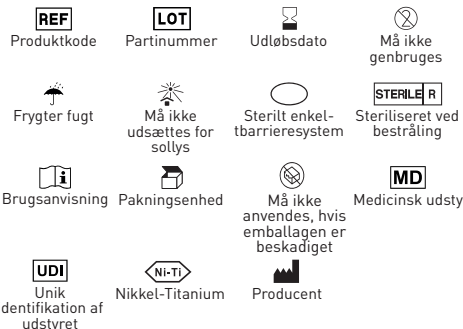 REF
LOT
2
Produktkode
Partinummer
Udløbsdato
Må ikke
genbruges
STERILE R
Frygter fugt
Må ikke
udsættes for
sollys
Sterilt enkel-
tbarrieresystem
Steriliseret ved
bestråling
i
MD
Brugsanvisning
Pakningsenhed
Må ikke
anvendes, hvis
emballagen er
beskadiget
Medicinsk udsty
UDI
Ni-Ti
Unik
dentifikation af
udstyret
Nikkel-Titanium
Producent